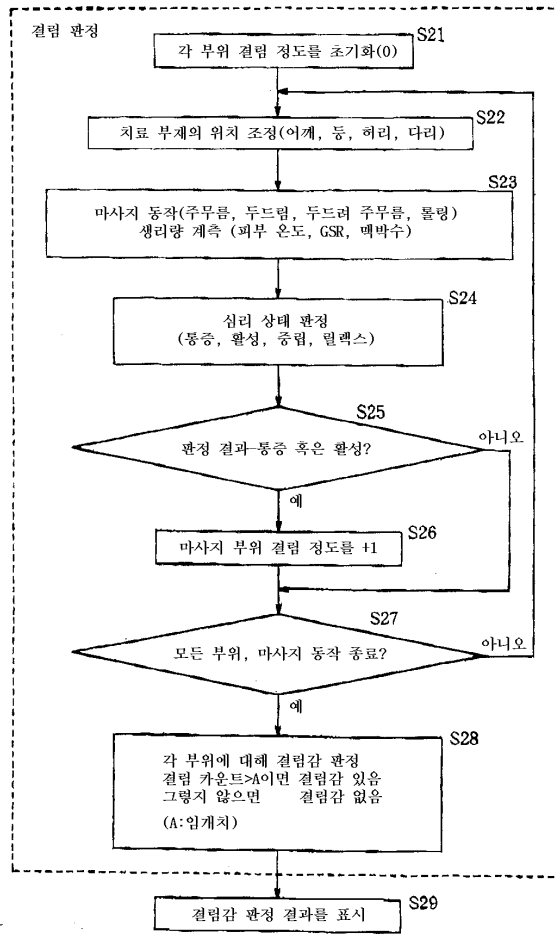 결림 판정
S21
각 부위 결림 정도를 초기화(0)
S22
치료 부재의 위치 조정(어깨, 등, 허리, 다리)
S23
마사지 동작(주무름, 두드림, 두드려 주무름, 롤링)
생리량 계측 (피부 온도, GSR, 맥박수)
S24
심리 상태 판정
(통증, 활성, 중립, 릴랙스)
S25
판정 결과—통증 혹은 활성?
아니오
예
S26
마사지 부위 결림 정도를 +1
S27
모든 부위, 마사지 동작 종료?
아니오
예
S28
각 부위에 대해 결림감 판정
결림 카운트>A이면 결림감 있음
그렇지 않으면 결림감 없음
(A:임계치)
S29
결림감 판정 결과를 표시